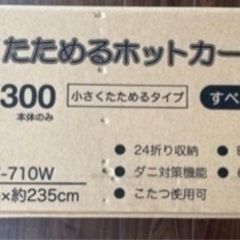 たためるホットカー
300
本体のみ
小さくたためるタイプ
すべ
-710W
×約235cm
● 24折り収納
● ダニ対策機能
● こたつ使用可